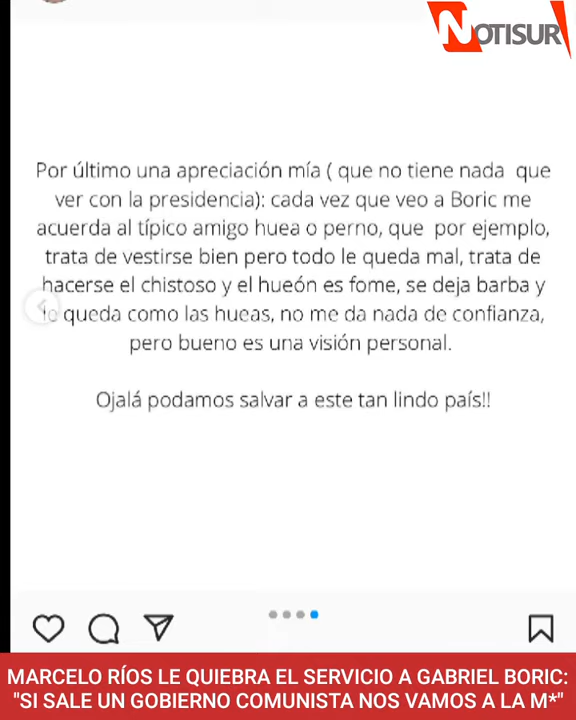 NOTISUR
Por último una apreciación mía ( que no tiene nada que
ver con la presidencia): cada vez que veo a Boric me
acuerda al típico amigo huea o perno, que por ejemplo,
trata de vestirse bien pero todo le queda mal, trata de
hacerse el chistoso y el hueón es fome, se deja barba y
le queda como las hueas, no me da nada de confianza,
pero bueno es una visión personal.
Ojalá podamos salvar a este tan lindo país!!
MARCELO RÍOS LE QUIEBRA EL SERVICIO A GABRIEL BORIC:
"SI SALE UN GOBIERNO COMUNISTA NOS VAMOS A LA M*"